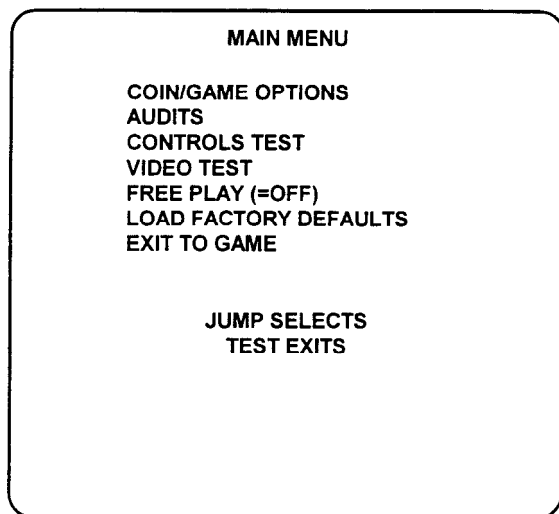 MAIN MENU
COIN/GAME OPTIONS
AUDITS
CONTROLS TEST
VIDEO TEST
FREE PLAY (=OFF)
LOAD FACTORY DEFAULTS
EXIT TO GAME
JUMP SELECTS
TEST EXITS